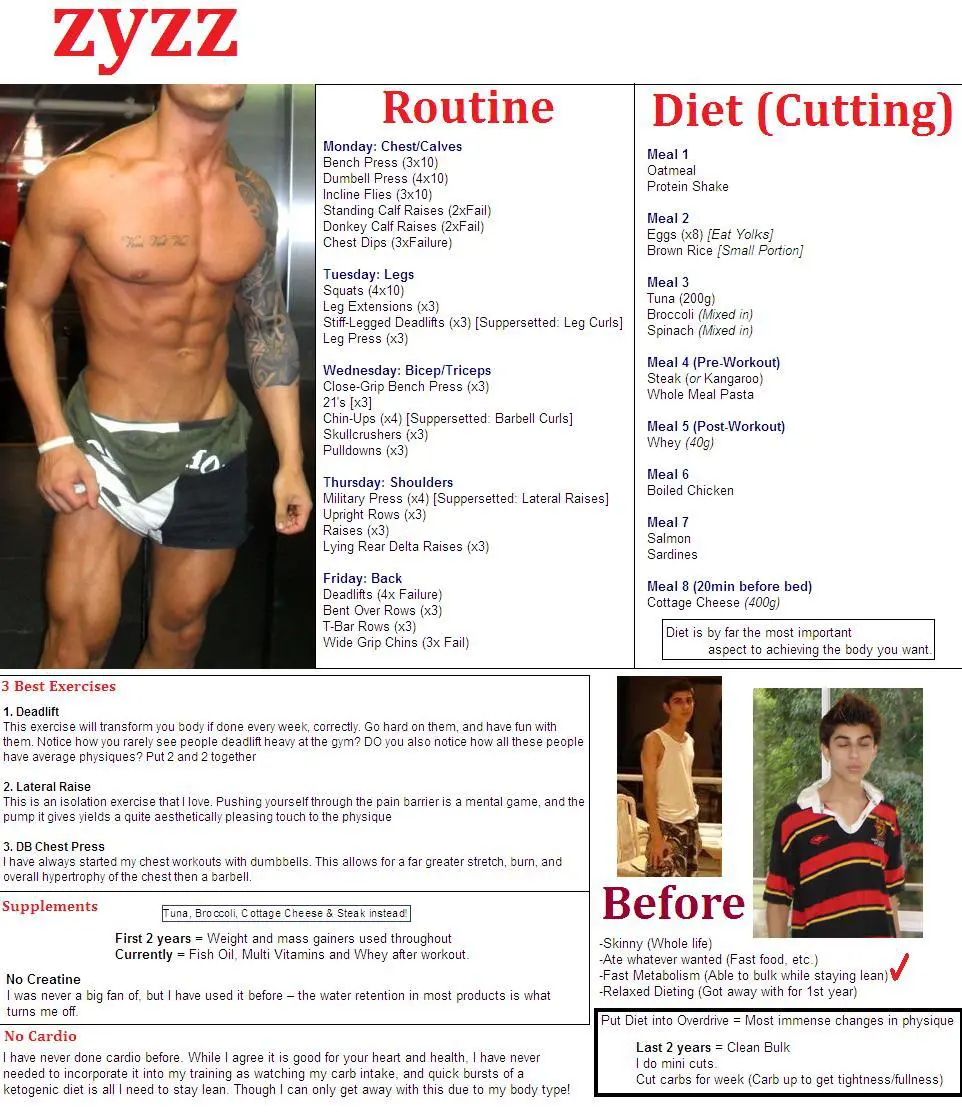 zyzz
Routine
Monday: Chest/Calves
Bench Press (3x10)
Dumbell Press (4x10)
Incline Flies (3x10)
Standing Calf Raises (2xFail)
Donkey Calf Raises (2xFail)
Chest Dips (3xFailure)
Tuesday: Legs
Squats (4x10)
Leg Extensions (x3)
Stiff-Legged Deadlifts (x3) [Suppersetted: Leg Curls]
Leg Press (x3)
Wednesday: Bicep/Triceps
Close-Grip Bench Press (x3)
21's [x3]
Chin-Ups (x4) [Suppersetted: Barbell Curls]
Skullcrushers (x3)
Pulldowns (x3)
Thursday: Shoulders
Military Press (x4) [Suppersetted: Lateral Raises]
Upright Rows (x3)
Raises (x3)
Lying Rear Delta Raises (x3)
Friday: Back
Deadlifts (4x Failure)
Bent Over Rows (x3)
T-Bar Rows (x3)
Wide Grip Chins (3x Fail)
Diet (Cutting)
Meal 1
Oatmeal
Protein Shake
Meal 2
Eggs (x8) [Eat Yolks]
Brown Rice [Small Portion]
Meal 3
Tuna (200g)
Broccoli (Mixed in)
Spinach (Mixed in)
Meal 4 (Pre-Workout)
Steak (or Kangaroo)
Whole Meal Pasta
Meal 5 (Post-Workout)
Whey (40g)
Meal 6
Boiled Chicken
Meal 7
Salmon
Sardines
Meal 8 (20min before bed)
Cottage Cheese (400g)
Diet is by far the most important
aspect to achieving the body you want.
3 Best Exercises
1. Deadlift
This exercise will transform you body if done every week, correctly. Go hard on them, and have fun with
them. Notice how you rarely see people deadlift heavy at the gym? DO you also notice how all these people
have average physiques? Put 2 and 2 together
2. Lateral Raise
This is an isolation exercise that I love. Pushing yourself through the pain barrier is a mental game, and the
pump it gives yields a quite aesthetically pleasing touch to the physique
3. DB Chest Press
I have always started my chest workouts with dumbbells. This allows for a far greater stretch, burn, and
overall hypertrophy of the chest then a barbell.
Supplements
Tuna, Broccoli, Cottage Cheese & Steak instead!
First 2 years = Weight and mass gainers used throughout
Currently = Fish Oil, Multi Vitamins and Whey after workout.
No Creatine
I was never a big fan of, but I have used it before – the water retention in most products is what
turns me off.
No Cardio
I have never done cardio before. While I agree it is good for your heart and health, I have never
needed to incorporate it into my training as watching my carb intake, and quick bursts of a
ketogenic diet is all I need to stay lean. Though I can only get away with this due to my body type!
Before
-Skinny (Whole life)
-Ate whatever wanted (Fast food, etc.)
-Fast Metabolism (Able to bulk while staying lean)
-Relaxed Dieting (Got away with for 1st year)
Put Diet into Overdrive = Most immense changes in physique
Last 2 years = Clean Bulk
I do mini cuts.
Cut carbs for week (Carb up to get tightness/fullness)